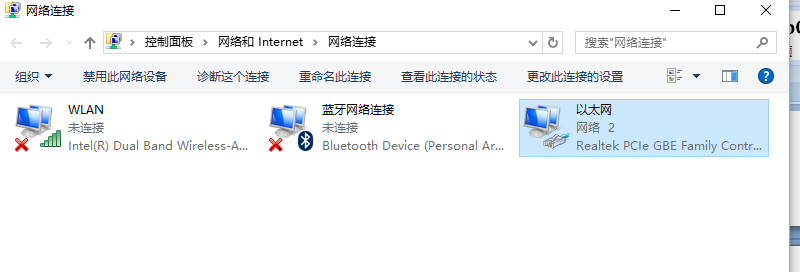 网络连接
控制面板 网络和 Internet 网络连接
搜索"网络连接"
组织 禁用此网络设备 诊断这个连接 重命名此连接 查看此连接的状态 更改此连接的设置
WLAN
未连接
Intel(R) Dual Band Wireless-A...
蓝牙网络连接
未连接
Bluetooth Device (Personal Ar...
以太网
网络 2
Realtek PCIe GBE Family Contr...